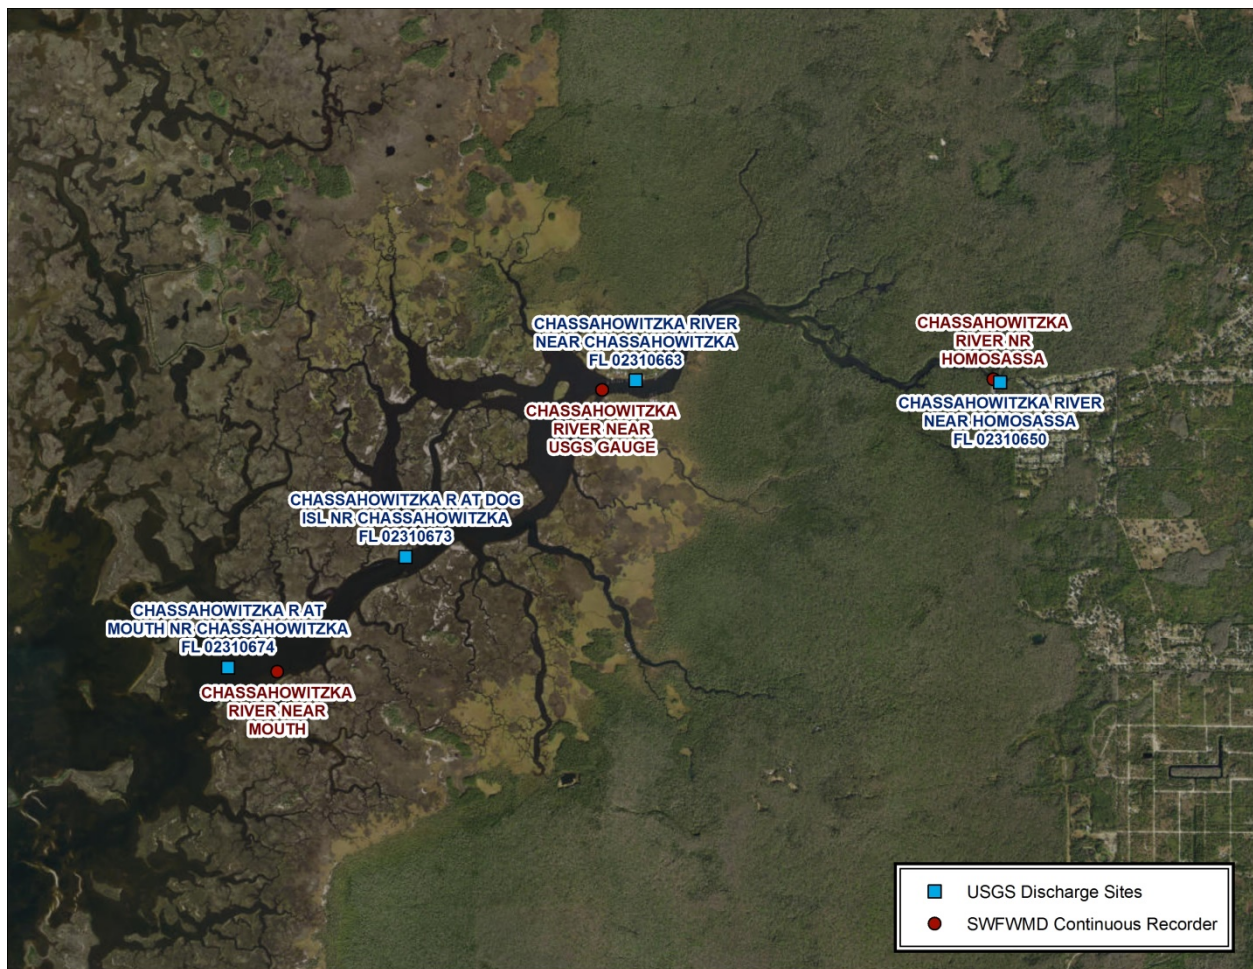 CHASSAHOWITZKA RIVER
NEAR CHASSAHOWITZKA
FL 02310663
CHASSAHOWITZKA
RIVER NR
HOMOSASSA
CHASSAHOWITZKA
RIVER NEAR
USGS GAUGE
CHASSAHOWITZKA RIVER
NEAR HOMOSASSA
FL 02310650
CHASSAHOWITZKA R AT DOG
ISL NR CHASSAHOWITZKA
FL 02310673
CHASSAHOWITZKA R AT
MOUTH NR CHASSAHOWITZKA
FL 02310674
CHASSAHOWITZKA
RIVER NEAR
MOUTH
USGS Discharge Sites
SWFWMD Continuous Recorder